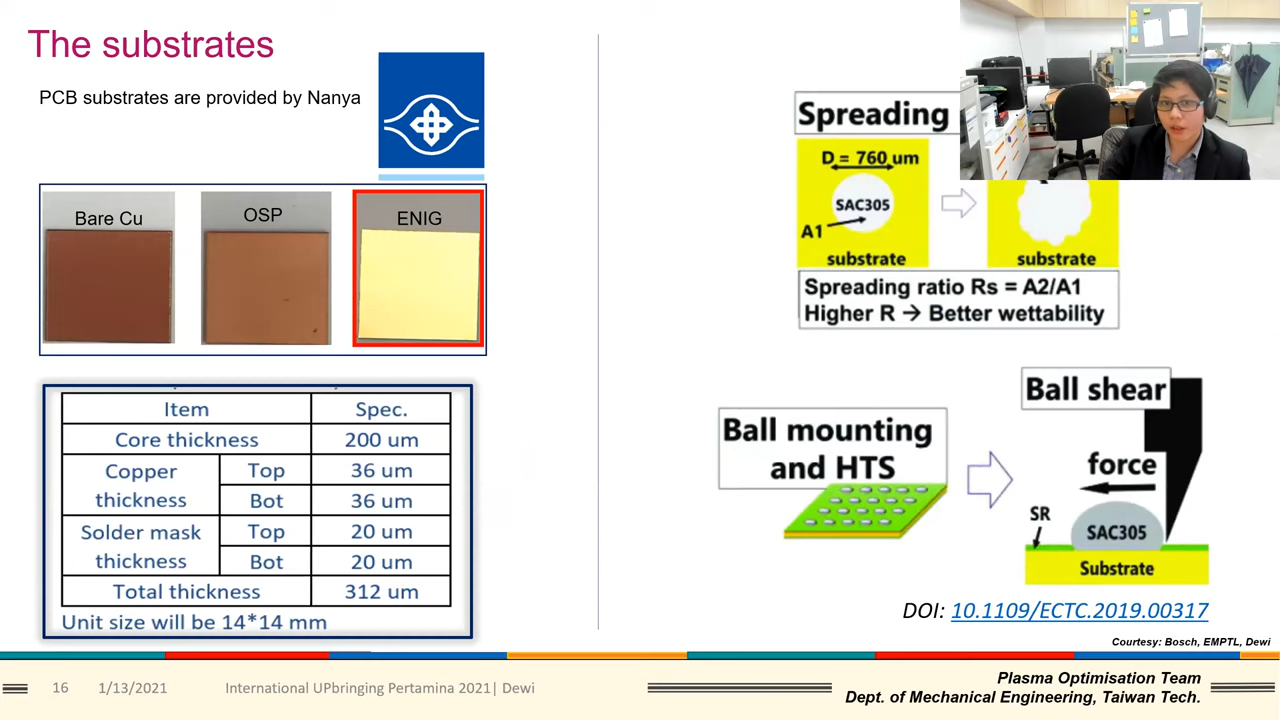 The substrates
PCB substrates are provided by Nanya
Bare Cu
OSP
ENIG
Item
Spec.
Core thickness
200 um
Copper
thickness
Top
36 um
Bot
36 um
Solder mask
thickness
Top
20 um
Bot
20 um
Total thickness
312 um
Unit size will be 14*14 mm
Spreading
D = 760 um
SAC305
A1
substrate
substrate
Spreading ratio Rs = A2/A1
Higher R → Better wettability
Ball mounting
and HTS
Ball shear
force
SR
SAC305
Substrate
DOI: 10.1109/ECTC.2019.00317
Courtesy: Bosch, EMPTL, Dewi
16
1/13/2021
International UPbringing Pertamina 2021| Dewi
Plasma Optimisation Team
Dept. of Mechanical Engineering, Taiwan Tech.